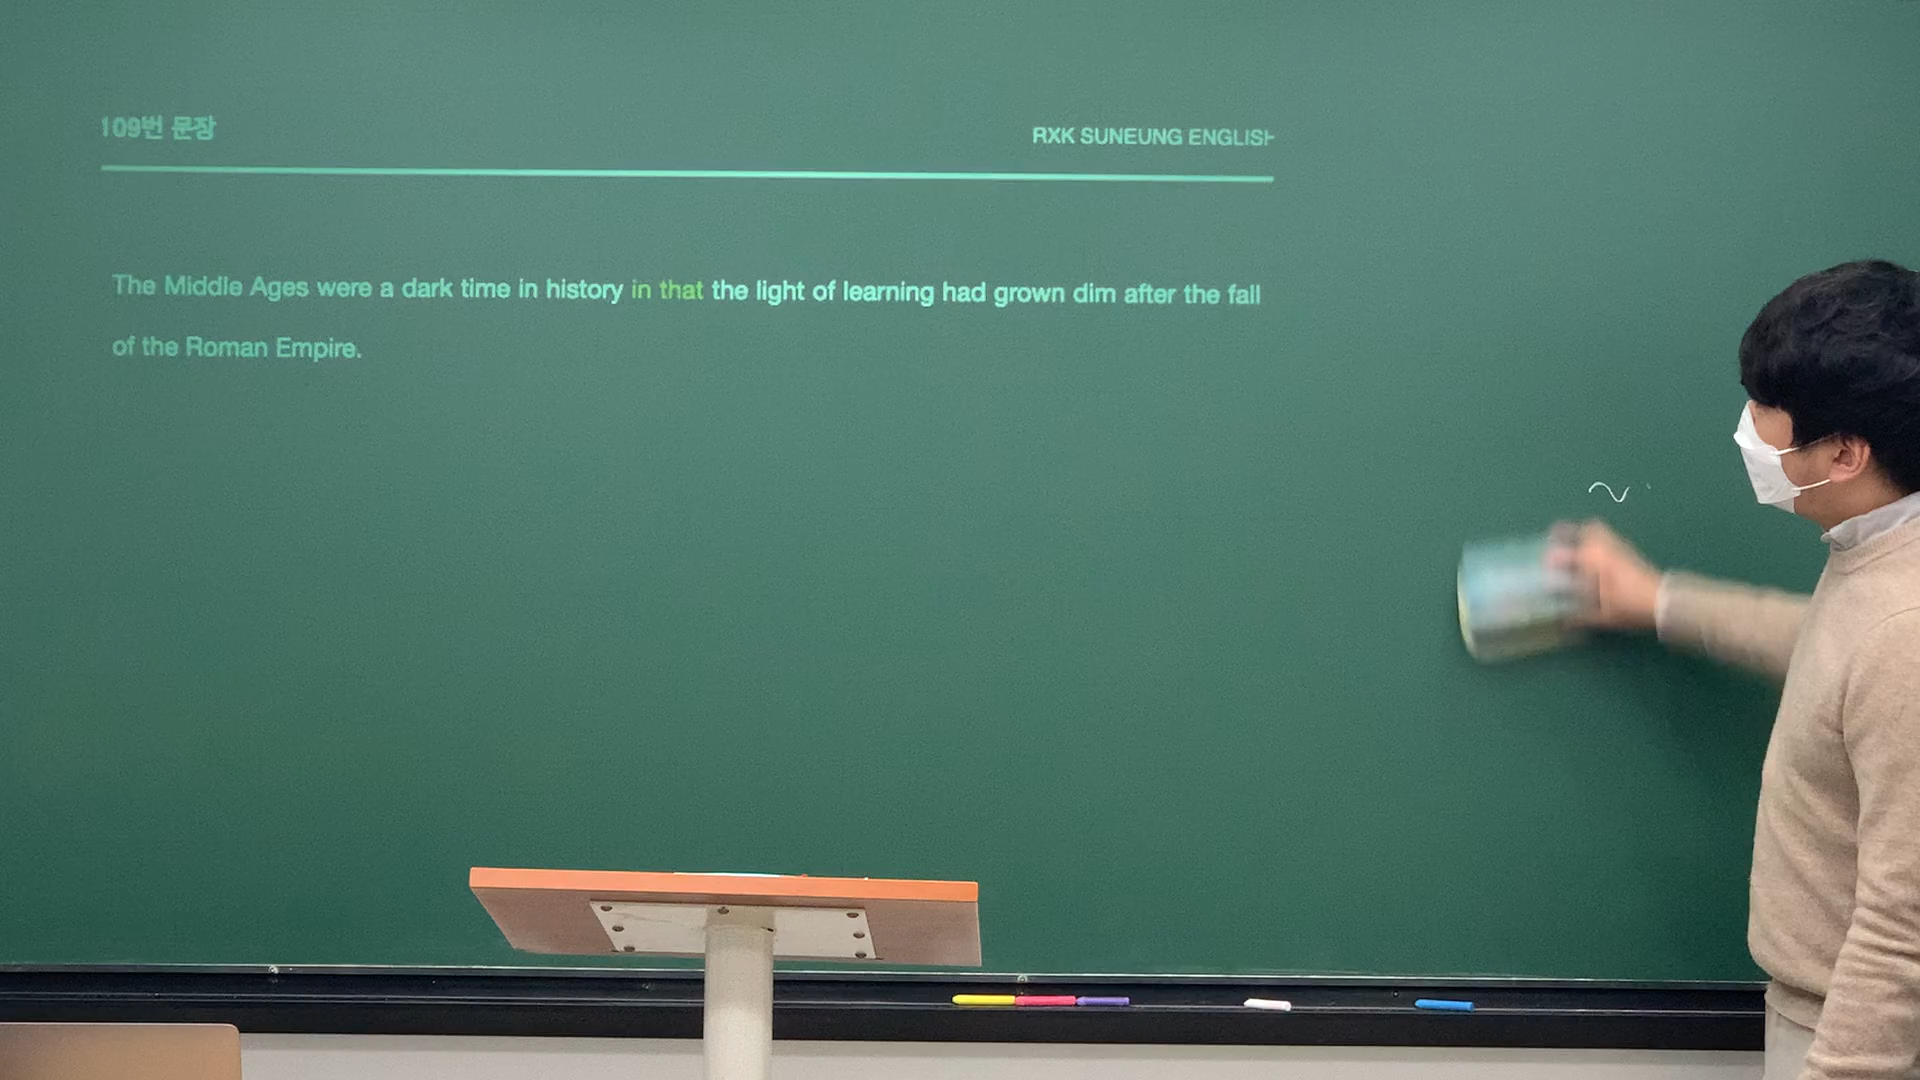 109번 문장
RXK SUNEUNG ENGLISH
The Middle Ages were a dark time in history in that the light of learning had grown dim after the fall
of the Roman Empire.